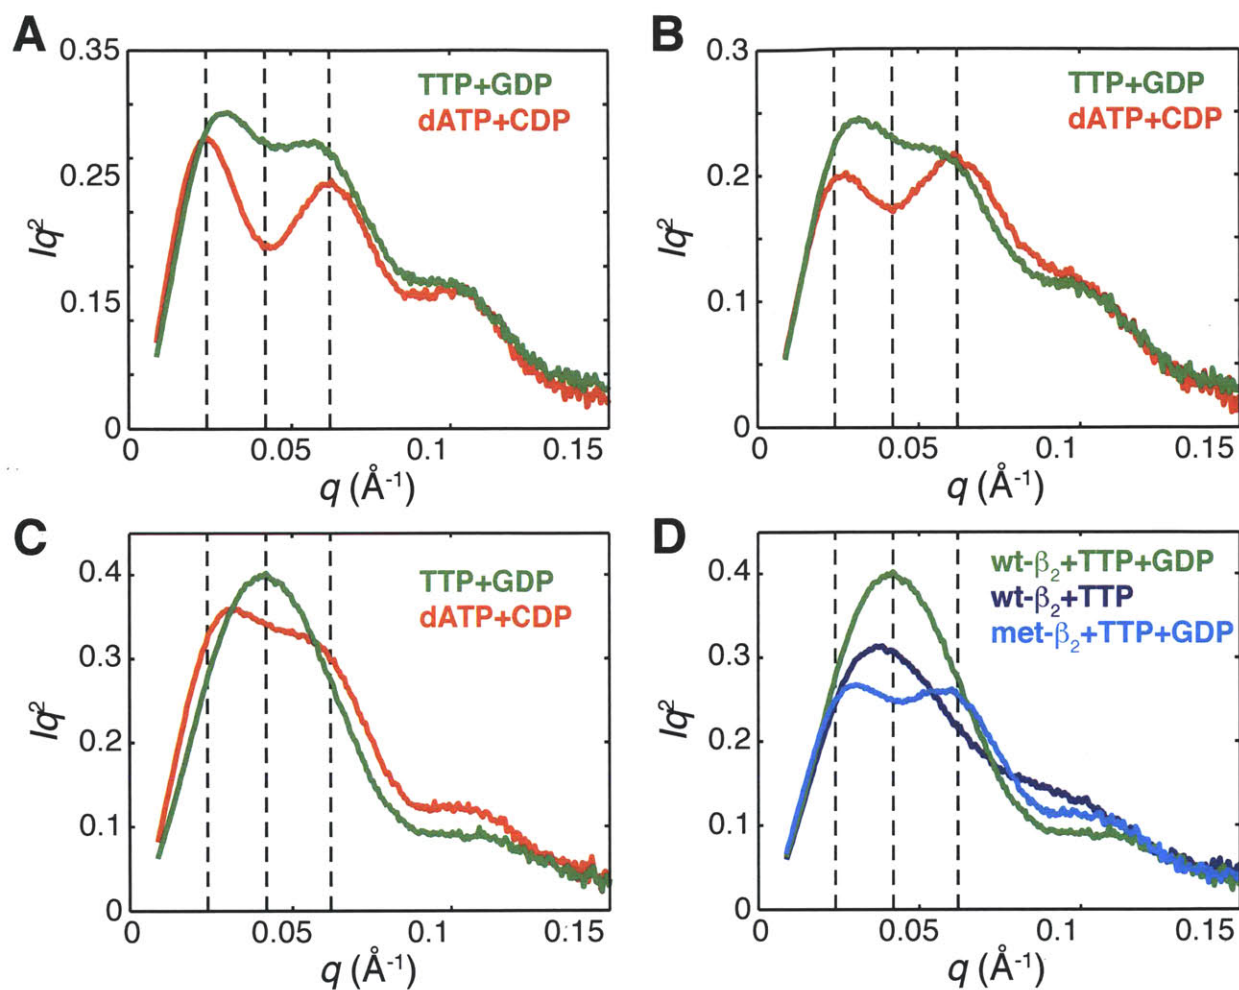 A
0.35
0.25
0.15
0
Iq²
TTP+GDP
dATP+CDP
0
0.05
0.1
0.15
q (Å⁻¹)
B
0.3
0.2
0.1
0
Iq²
TTP+GDP
dATP+CDP
0
0.05
0.1
0.15
q (Å⁻¹)
C
0.4
0.3
0.2
0.1
0
Iq²
TTP+GDP
dATP+CDP
0
0.05
0.1
0.15
q (Å⁻¹)
D
0.4
0.3
0.2
0.1
0
Iq²
wt-β₂+TTP+GDP
wt-β₂+TTP
met-β₂+TTP+GDP
0
0.05
0.1
0.15
q (Å⁻¹)